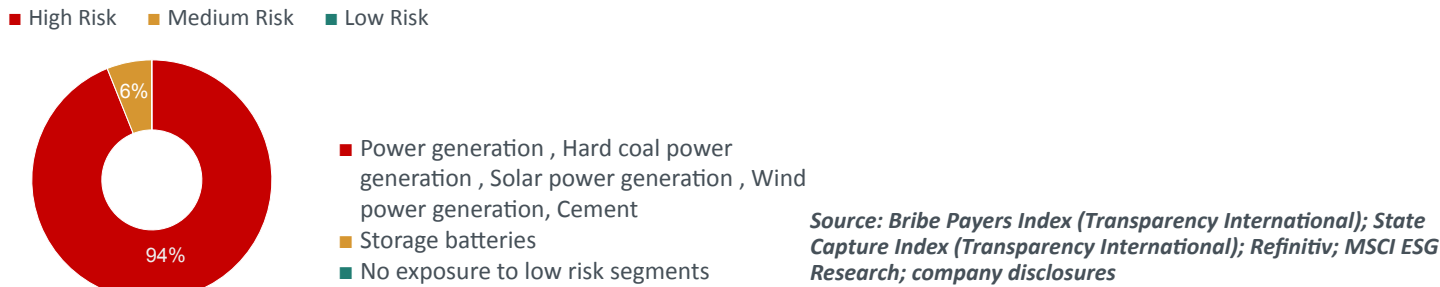 High Risk Medium Risk Low Risk
6%
94%
Power generation , Hard coal power
generation , Solar power generation , Wind
power generation, Cement
Storage batteries
No exposure to low risk segments
Source: Bribe Payers Index (Transparency International); State
Capture Index (Transparency International); Refinitiv; MSCI ESG
Research; company disclosures